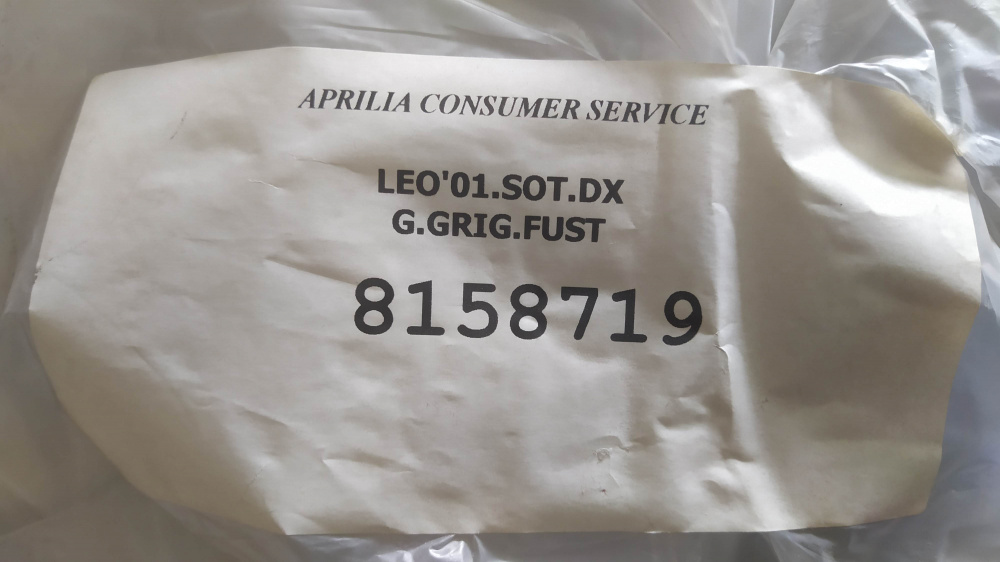 APRILIA CONSUMER SERVICE
LEO'01.SOT.DX
G.GRIG.FUST
8158719